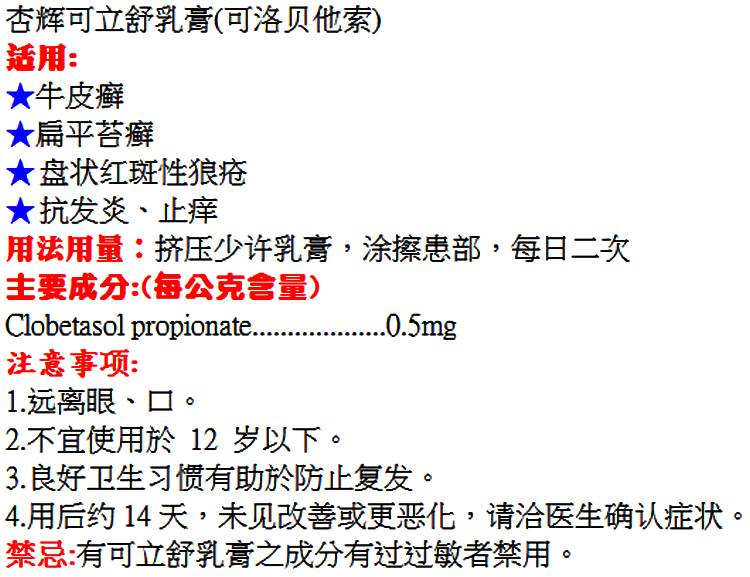 杏辉可立舒乳膏(可洛贝他索)
适用:
★牛皮癣
★扁平苔癣
★盘状红斑性狼疮
★抗发炎、止痒
用法用量：挤压少许乳膏，涂擦患部，每日二次
主要成分:(每公克含量)
Clobetasol propionate...................0.5mg
注意事项:
1.远离眼、口。
2.不宜使用於 12 岁以下。
3.良好卫生习惯有助於防止复发。
4.用后约14天，未见改善或更恶化，请洽医生确认症状。
禁忌:有可立舒乳膏之成分有过过敏者禁用。